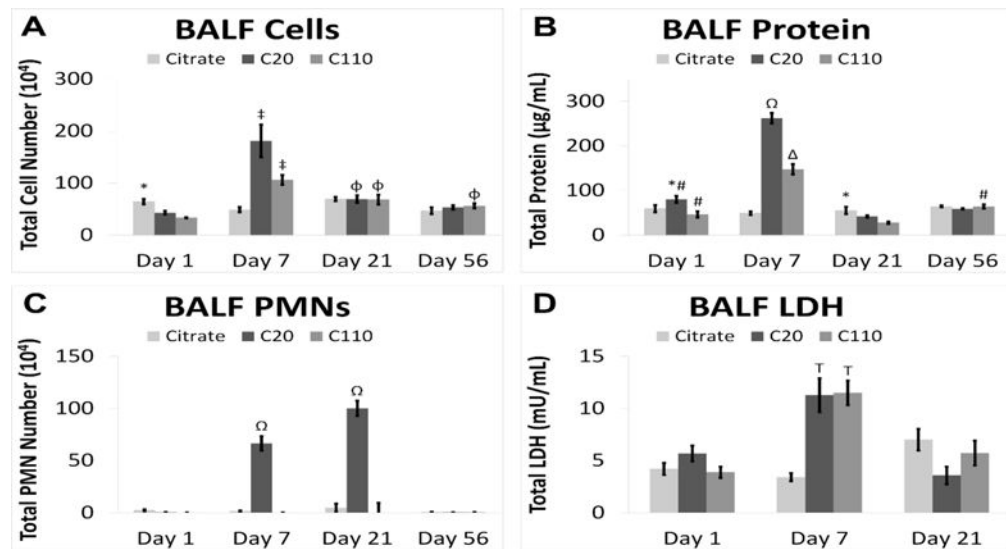 A BALF Cells
Citrate C20 C110
Total Cell Number (10⁴)
300
200
100
0
* ‡ ‡ ϕ ϕ ϕ
Day 1 Day 7 Day 21 Day 56
B BALF Protein
Citrate C20 C110
Total Protein (µg/mL)
300
200
100
0
*# # Ω Δ * #
Day 1 Day 7 Day 21 Day 56
C BALF PMNs
Citrate C20 C110
Total PMN Number (10⁴)
150
100
50
0
Ω Ω
Day 1 Day 7 Day 21 Day 56
D BALF LDH
Citrate C20 C110
Total LDH (mU/mL)
15
10
5
0
T T
Day 1 Day 7 Day 21